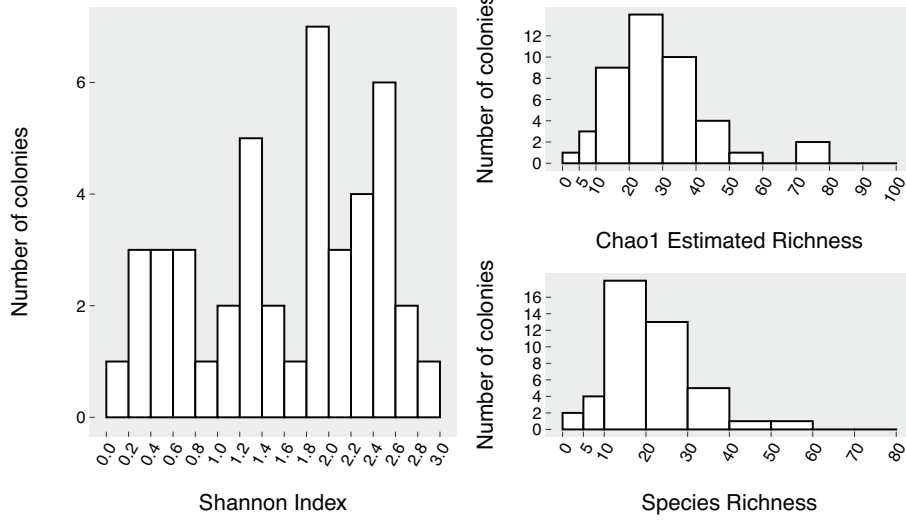 Number of colonies
6
4
2
0
0.0 0.2 0.4 0.6 0.8 1.0 1.2 1.4 1.6 1.8 2.0 2.2 2.4 2.6 2.8 3.0
Shannon Index
Number of colonies
12
10
8
6
4
2
0
0 5 10 20 30 40 50 60 70 80 90 100
Chao1 Estimated Richness
Number of colonies
16
14
12
10
8
6
4
2
0
0 5 10 20 30 40 50 60 70 80
Species Richness